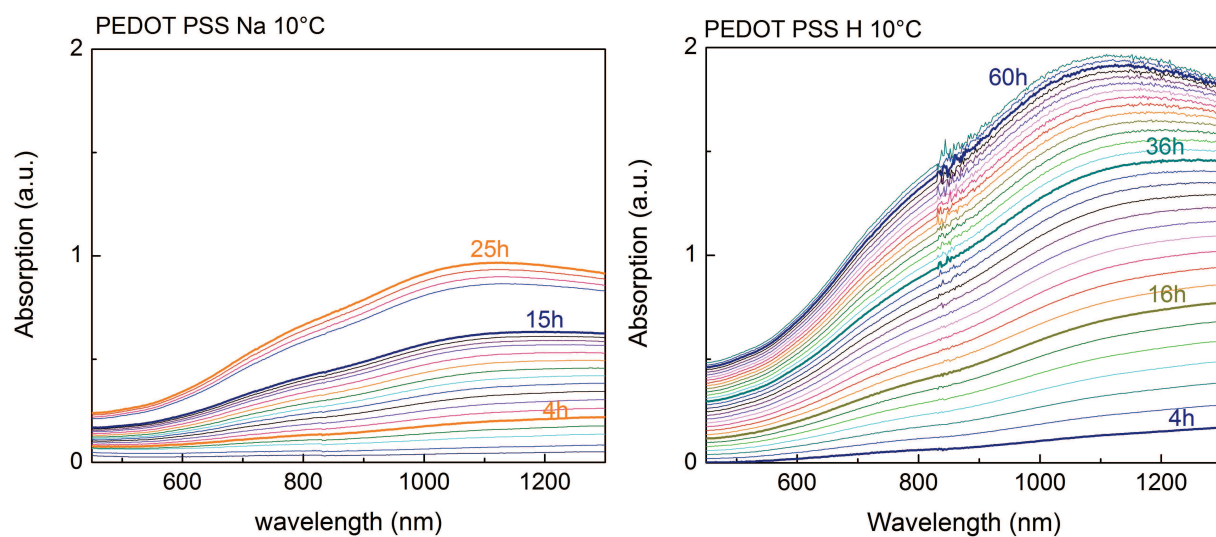 PEDOT PSS Na 10°C
2
1
0
25h
15h
4h
600
800
1000
1200
wavelength (nm)
Absorption (a.u.)
PEDOT PSS H 10°C
2
1
0
60h
36h
16h
4h
600
800
1000
1200
Wavelength (nm)
Absorption (a.u.)